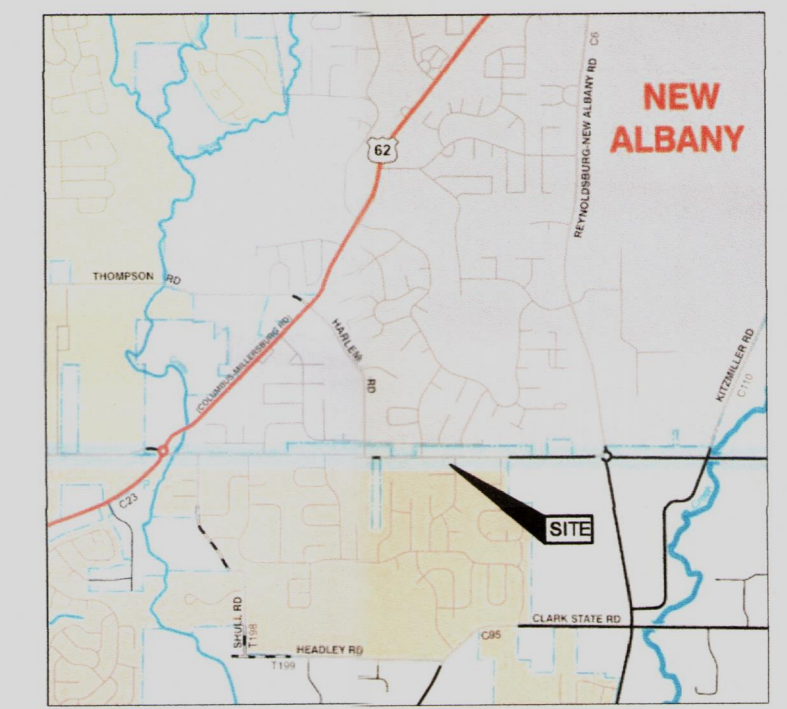 C6
NEW
ALBANY
REYNOLDSBURG-NEW ALBANY RD
62
THOMPSON RD
(COLUMBUS-MILLERSBURG RD)
HARLEM
RD
KITZMILLER RD
C110
C23
SITE
SHULL RD
T198
CLARK STATE RD
C85
HEADLEY RD
T199